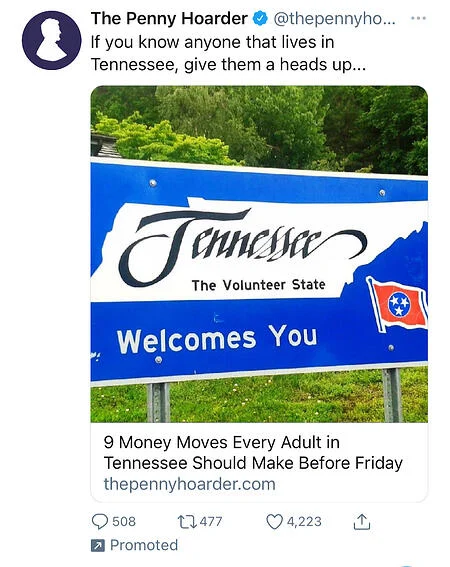 The Penny Hoarder @thepennyho... ...
If you know anyone that lives in
Tennessee, give them a heads up...
Tennessee
The Volunteer State
Welcomes You
9 Money Moves Every Adult in
Tennessee Should Make Before Friday
thepennyhoarder.com
508 477 4,223
Promoted